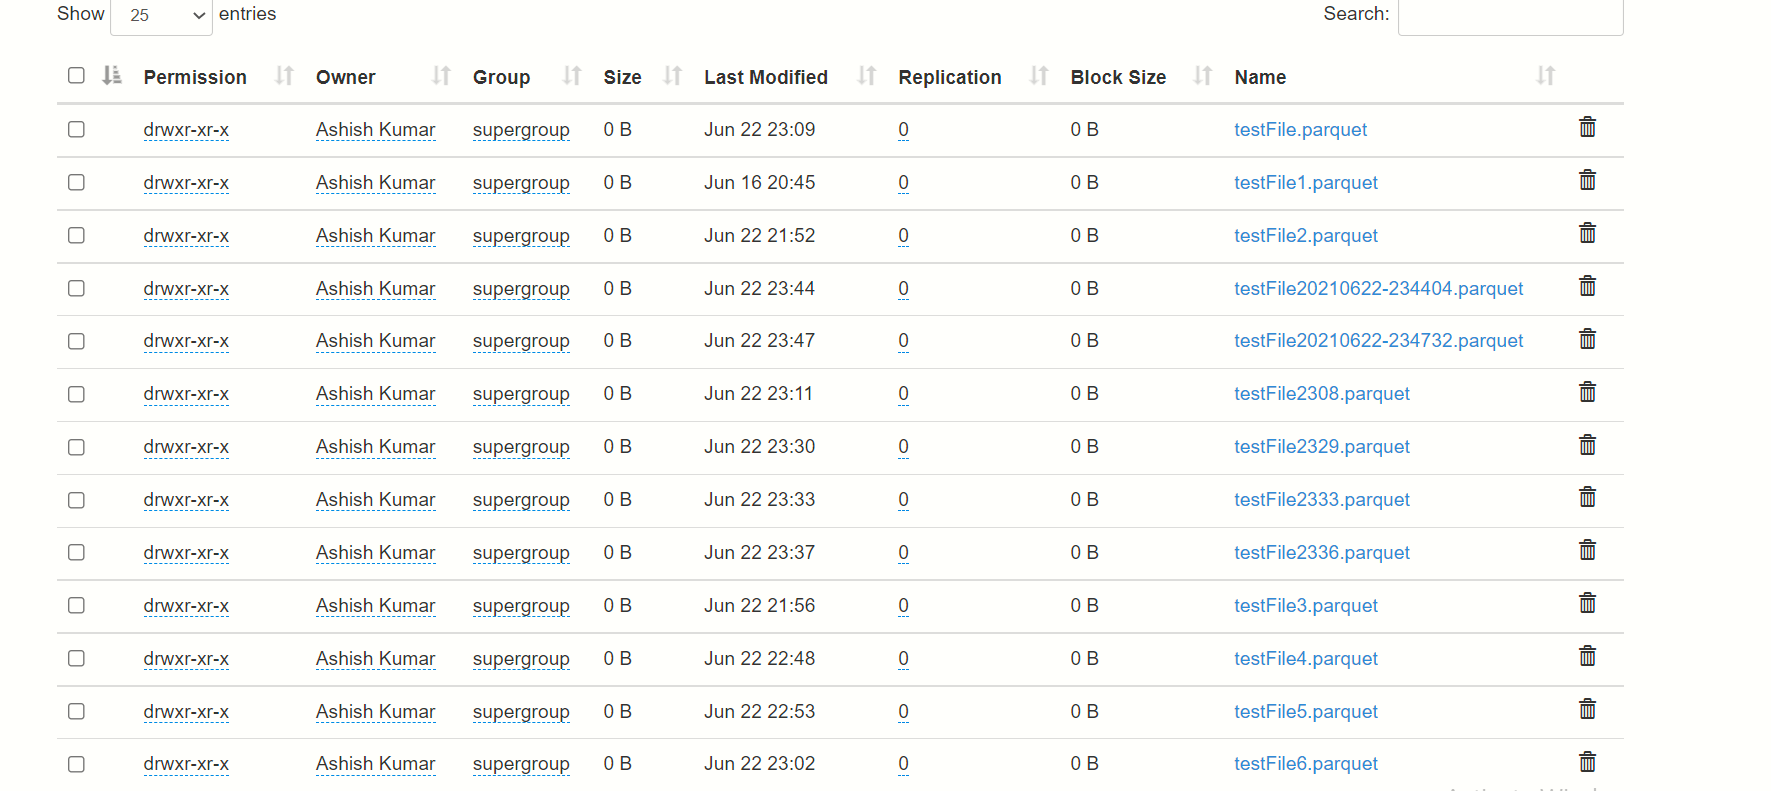 Show 25 entries Search:
Permission Owner Group Size Last Modified Replication Block Size Name
drwxr-xr-x Ashish Kumar supergroup 0 B Jun 22 23:09 0 0 B testFile.parquet
drwxr-xr-x Ashish Kumar supergroup 0 B Jun 16 20:45 0 0 B testFile1.parquet
drwxr-xr-x Ashish Kumar supergroup 0 B Jun 22 21:52 0 0 B testFile2.parquet
drwxr-xr-x Ashish Kumar supergroup 0 B Jun 22 23:44 0 0 B testFile20210622-234404.parquet
drwxr-xr-x Ashish Kumar supergroup 0 B Jun 22 23:47 0 0 B testFile20210622-234732.parquet
drwxr-xr-x Ashish Kumar supergroup 0 B Jun 22 23:11 0 0 B testFile2308.parquet
drwxr-xr-x Ashish Kumar supergroup 0 B Jun 22 23:30 0 0 B testFile2329.parquet
drwxr-xr-x Ashish Kumar supergroup 0 B Jun 22 23:33 0 0 B testFile2333.parquet
drwxr-xr-x Ashish Kumar supergroup 0 B Jun 22 23:37 0 0 B testFile2336.parquet
drwxr-xr-x Ashish Kumar supergroup 0 B Jun 22 21:56 0 0 B testFile3.parquet
drwxr-xr-x Ashish Kumar supergroup 0 B Jun 22 22:48 0 0 B testFile4.parquet
drwxr-xr-x Ashish Kumar supergroup 0 B Jun 22 22:53 0 0 B testFile5.parquet
drwxr-xr-x Ashish Kumar supergroup 0 B Jun 22 23:02 0 0 B testFile6.parquet